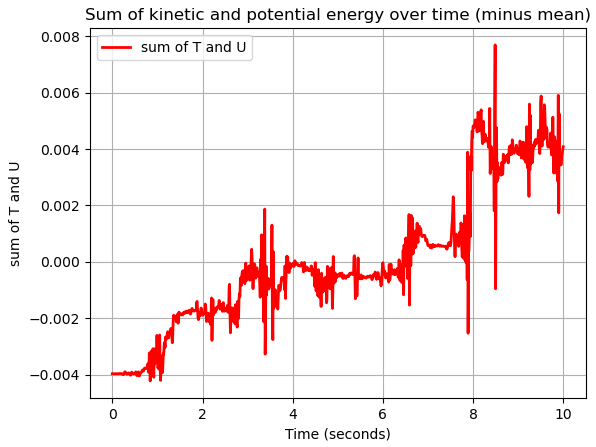 Sum of kinetic and potential energy over time (minus mean)
sum of T and U
0.008
0.006
0.004
0.002
0.000
−0.002
−0.004
sum of T and U
0 2 4 6 8 10
Time (seconds)